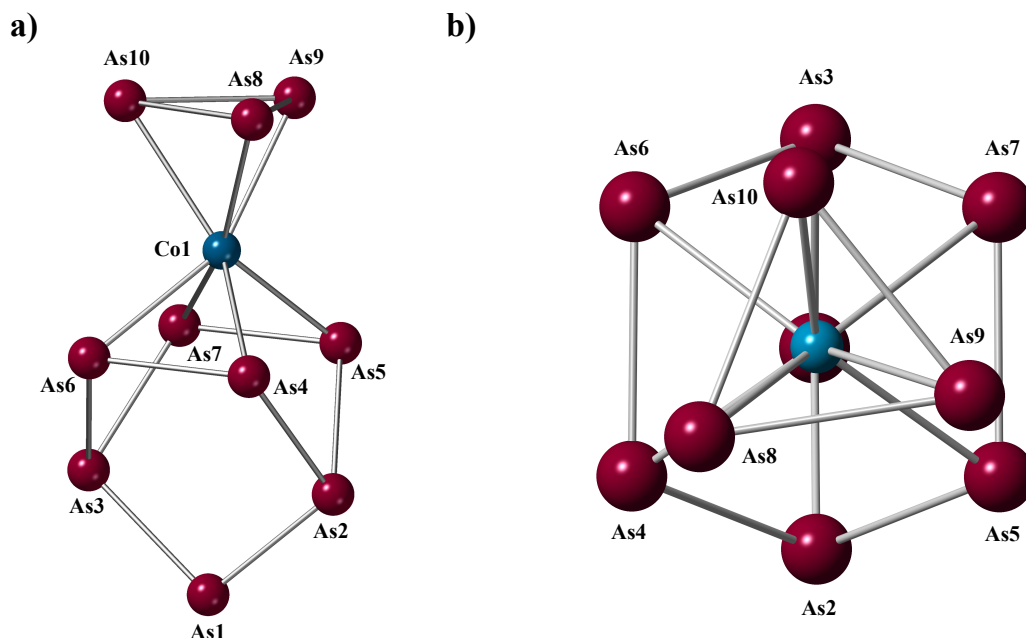 a)
As10
As8
As9
Co1
As7
As5
As6
As4
As3
As2
As1
b)
As3
As6
As7
As10
As9
As8
As4
As5
As2